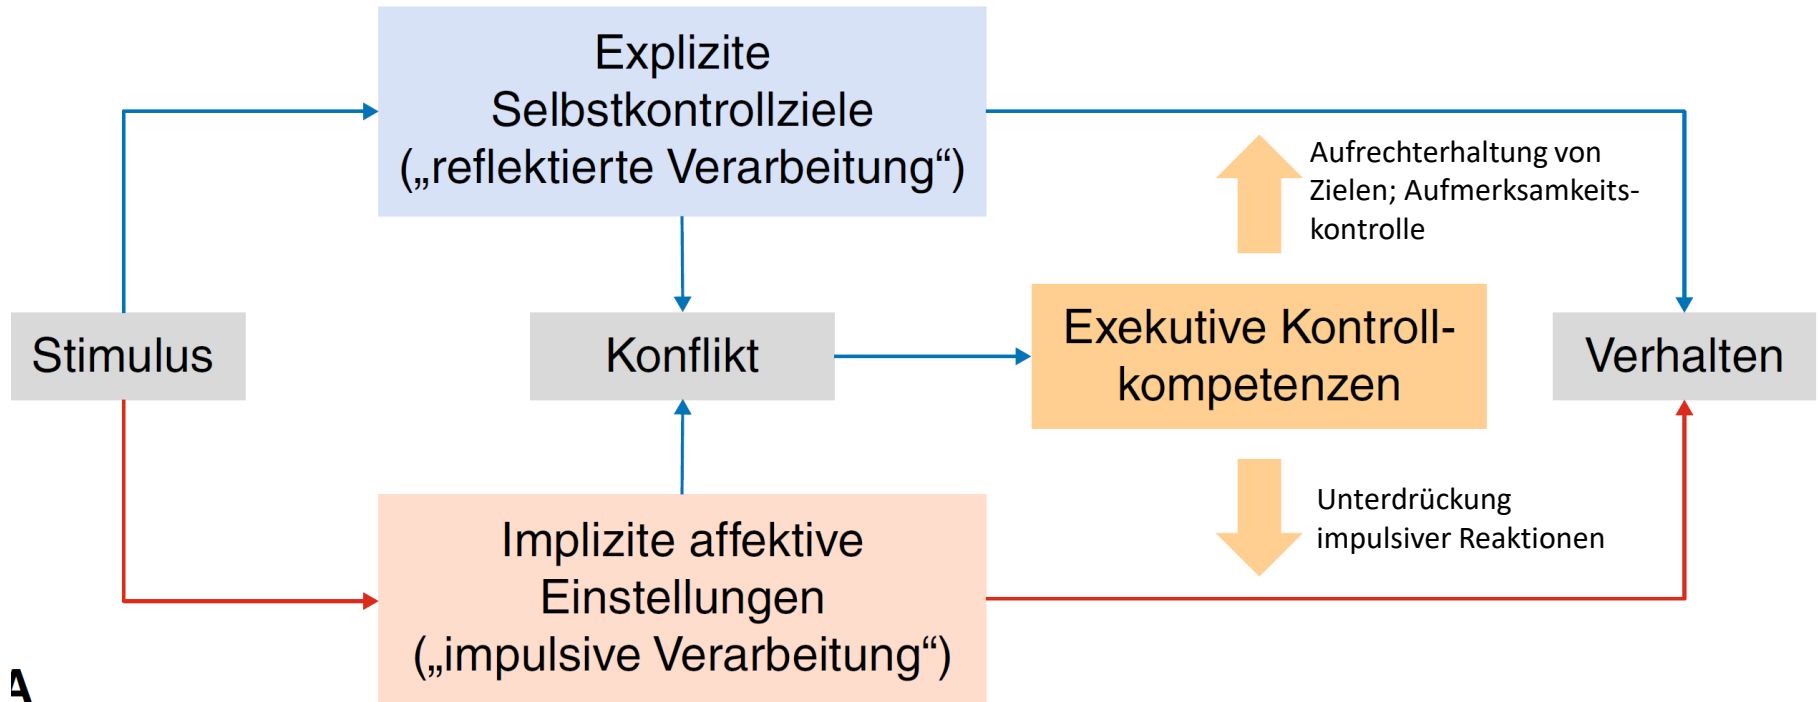 Explizite
Selbstkontrollziele
(„reflektierte Verarbeitung“)
Aufrechterhaltung von
Zielen; Aufmerksamkeits-
kontrolle
Stimulus
Konflikt
Exekutive Kontroll-
kompetenzen
Verhalten
Unterdrückung
impulsiver Reaktionen
Implizite affektive
Einstellungen
(„impulsive Verarbeitung“)
A